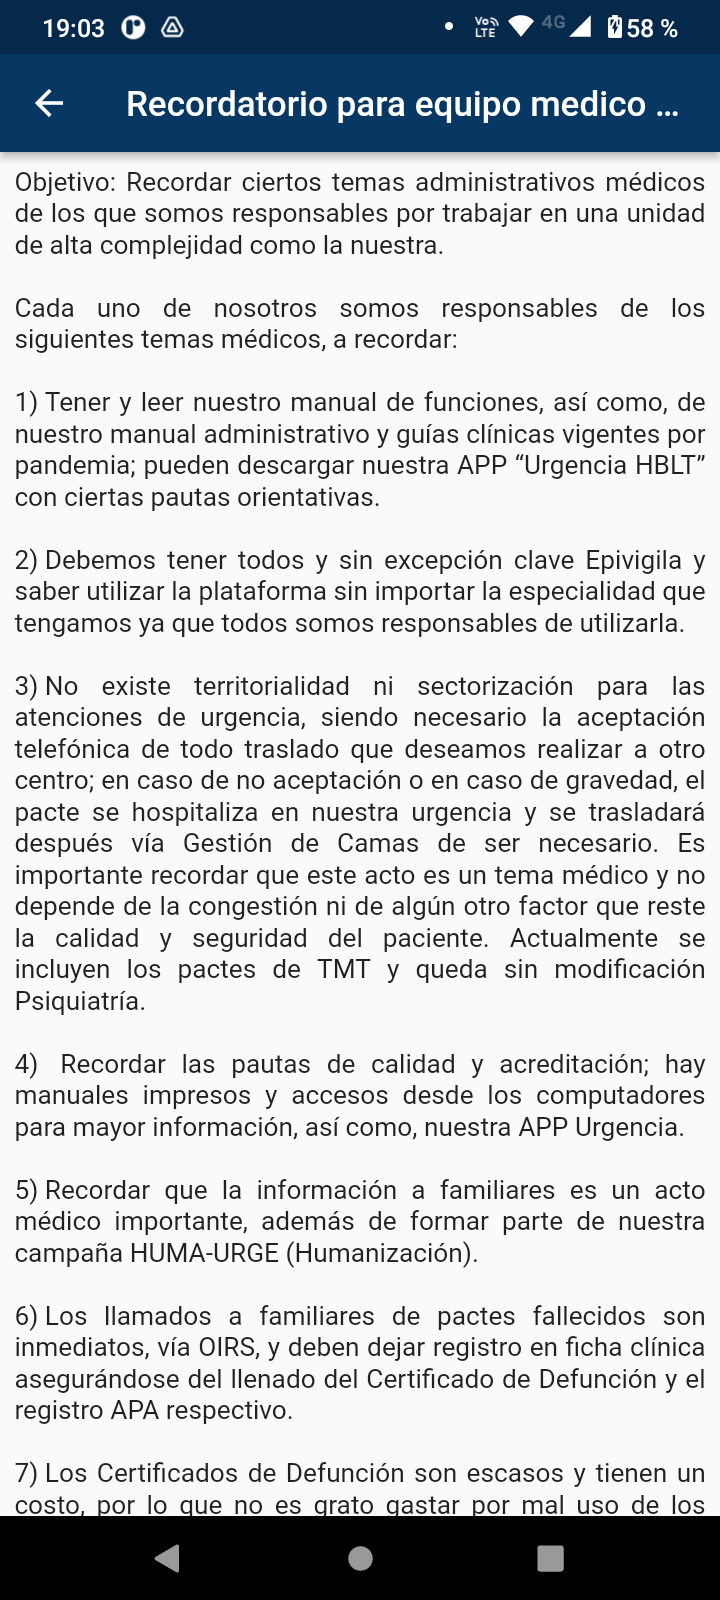 19:03
Vo LTE
4G
58 %
Recordatorio para equipo medico ...
Objetivo: Recordar ciertos temas administrativos médicos
de los que somos responsables por trabajar en una unidad
de alta complejidad como la nuestra.
Cada uno de nosotros somos responsables de los
siguientes temas médicos, a recordar:
1) Tener y leer nuestro manual de funciones, así como, de
nuestro manual administrativo y guías clínicas vigentes por
pandemia; pueden descargar nuestra APP “Urgencia HBLT”
con ciertas pautas orientativas.
2) Debemos tener todos y sin excepción clave Epivigila y
saber utilizar la plataforma sin importar la especialidad que
tengamos ya que todos somos responsables de utilizarla.
3) No existe territorialidad ni sectorización para las
atenciones de urgencia, siendo necesario la aceptación
telefónica de todo traslado que deseamos realizar a otro
centro; en caso de no aceptación o en caso de gravedad, el
pacte se hospitaliza en nuestra urgencia y se trasladará
después vía Gestión de Camas de ser necesario. Es
importante recordar que este acto es un tema médico y no
depende de la congestión ni de algún otro factor que reste
la calidad y seguridad del paciente. Actualmente se
incluyen los pactes de TMT y queda sin modificación
Psiquiatría.
4) Recordar las pautas de calidad y acreditación; hay
manuales impresos y accesos desde los computadores
para mayor información, así como, nuestra APP Urgencia.
5) Recordar que la información a familiares es un acto
médico importante, además de formar parte de nuestra
campaña HUMA-URGE (Humanización).
6) Los llamados a familiares de pactes fallecidos son
inmediatos, vía OIRS, y deben dejar registro en ficha clínica
asegurándose del llenado del Certificado de Defunción y el
registro APA respectivo.
7) Los Certificados de Defunción son escasos y tienen un
costo, por lo que no es grato gastar por mal uso de los